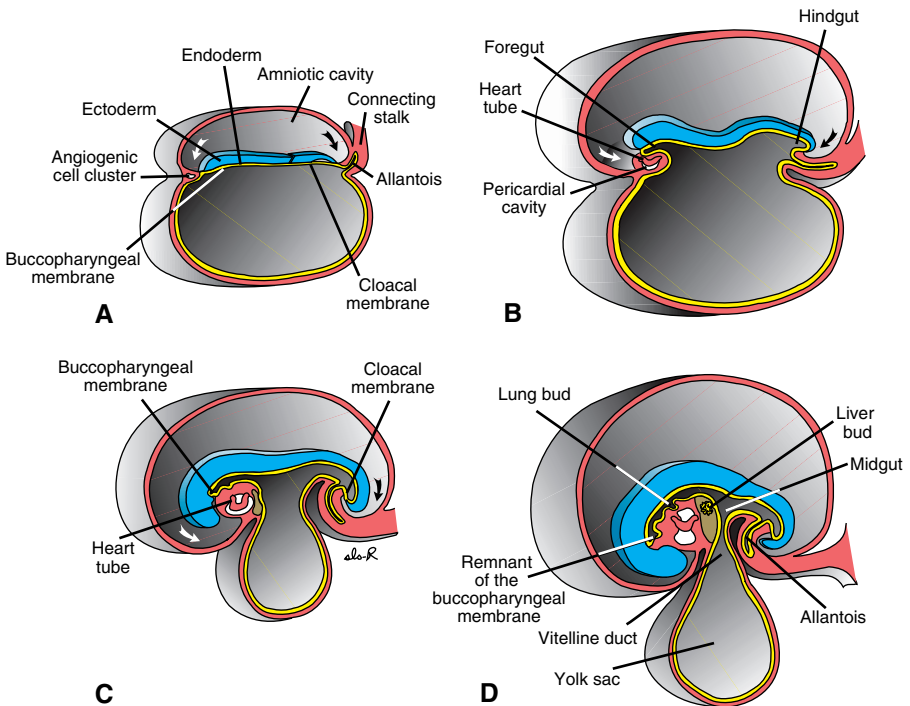 Endoderm
Amniotic cavity
Ectoderm
Connecting
stalk
Angiogenic
cell cluster
Allantois
Buccopharyngeal
membrane
Cloacal
membrane
A
Hindgut
Foregut
Heart
tube
Pericardial
cavity
B
Buccopharyngeal
membrane
Cloacal
membrane
Heart
tube
sls-R
C
Lung bud
Liver
bud
Midgut
Remnant
of the
buccopharyngeal
membrane
Allantois
Vitelline duct
Yolk sac
D